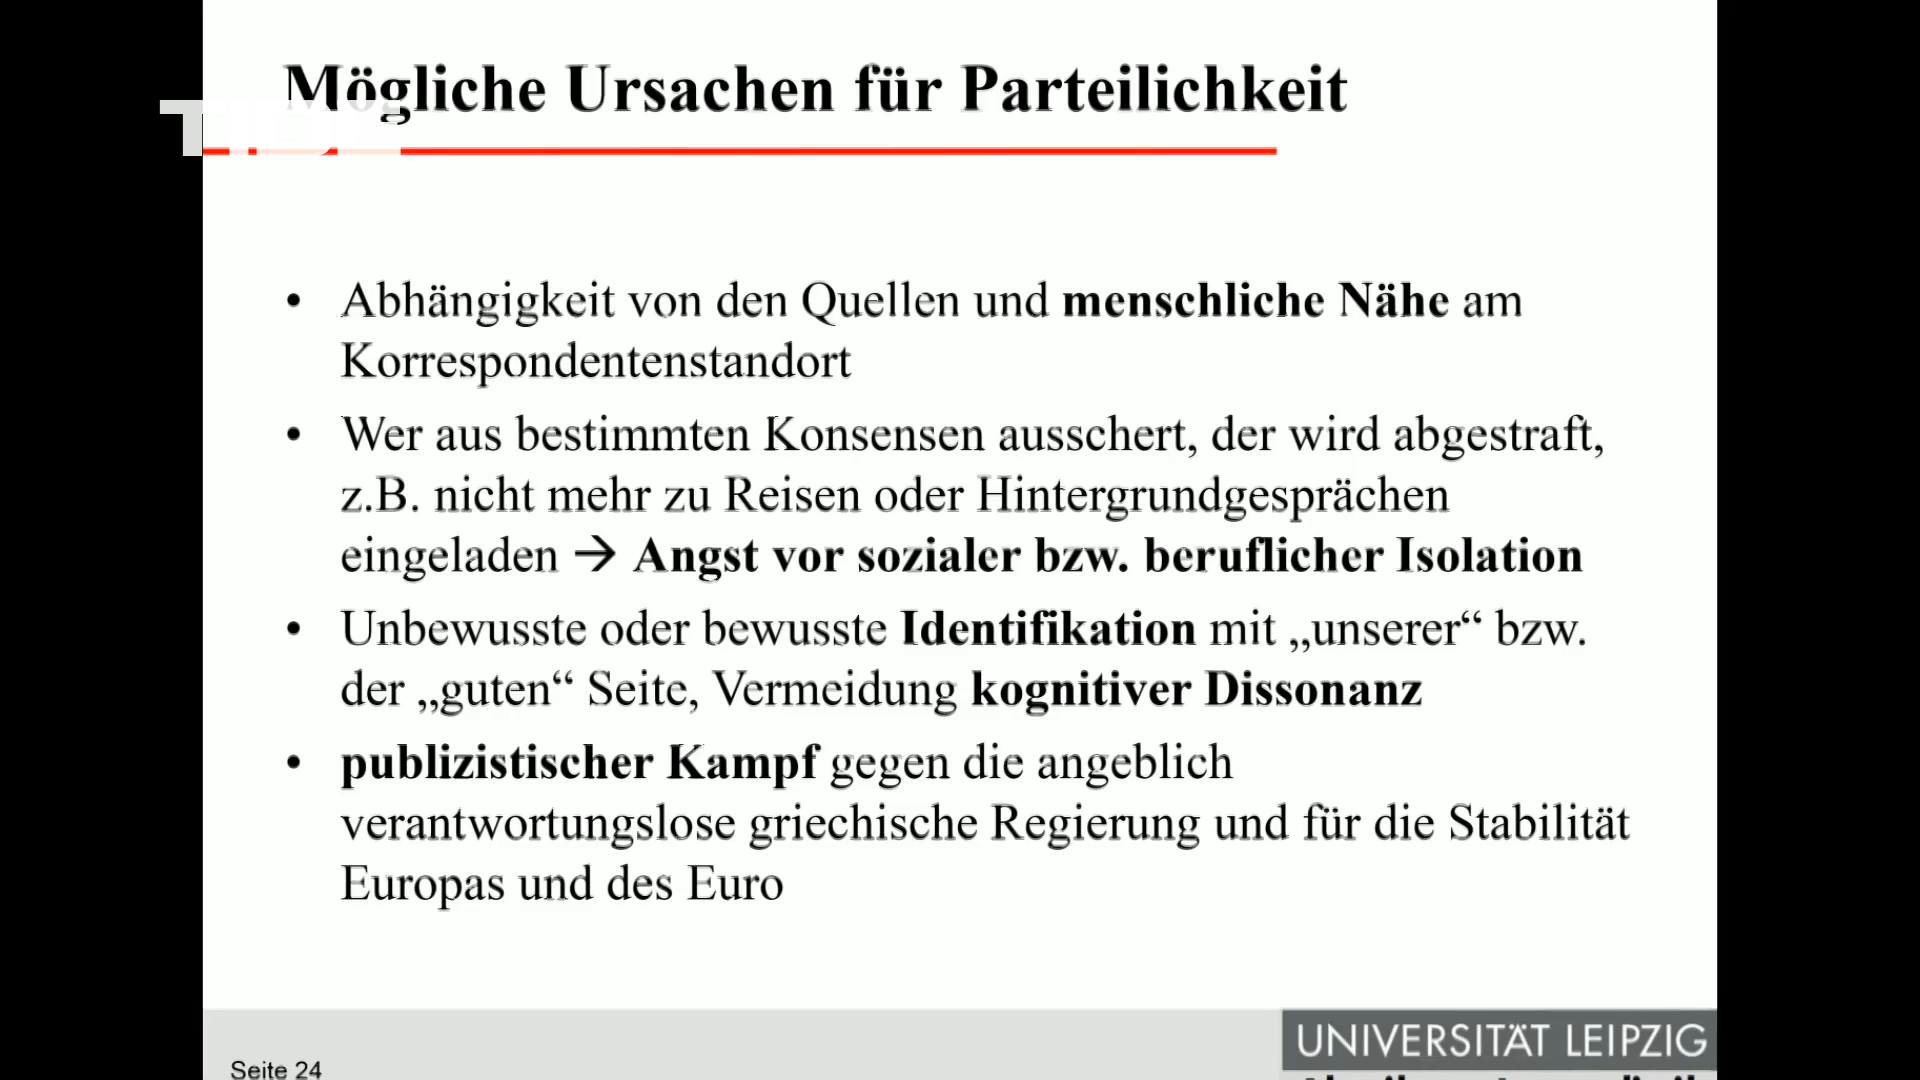 Mögliche Ursachen für Parteilichkeit
• Abhängigkeit von den Quellen und menschliche Nähe am
Korrespondentenstandort
• Wer aus bestimmten Konsensen ausschert, der wird abgestraft,
z.B. nicht mehr zu Reisen oder Hintergrundgesprächen
eingeladen → Angst vor sozialer bzw. beruflicher Isolation
• Unbewusste oder bewusste Identifikation mit „unserer“ bzw.
der „guten“ Seite, Vermeidung kognitiver Dissonanz
• publizistischer Kampf gegen die angeblich
verantwortungslose griechische Regierung und für die Stabilität
Europas und des Euro
UNIVERSITÄT LEIPZIG
Seite 24